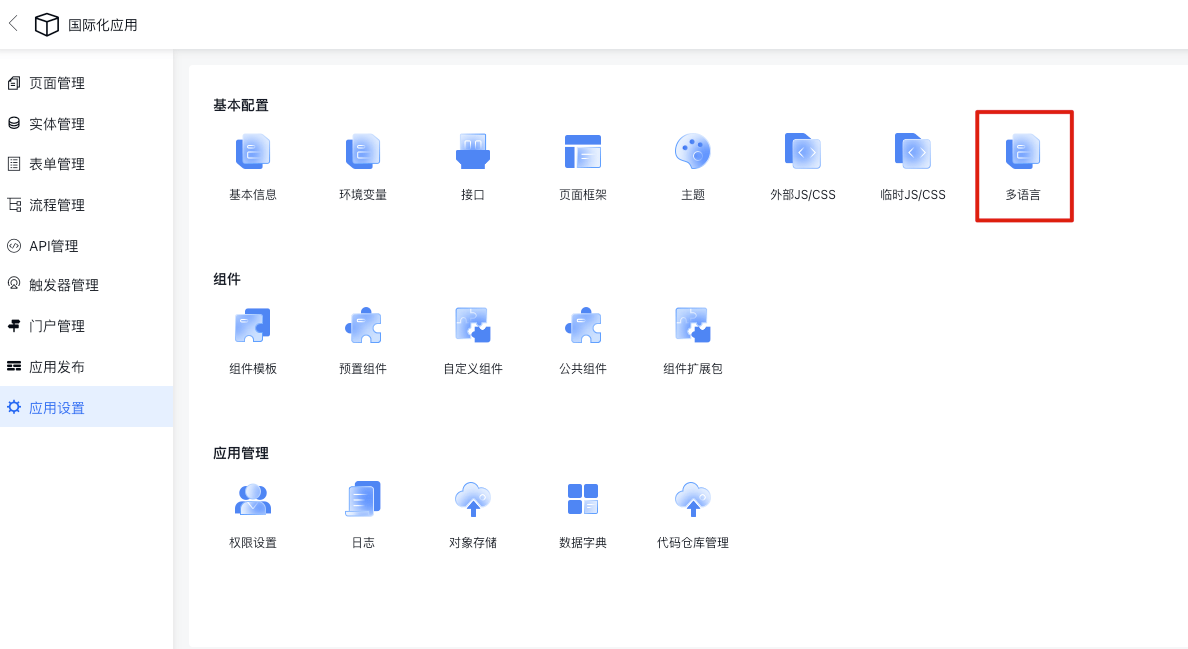 国际化应用
页面管理
实体管理
表单管理
流程管理
API管理
触发器管理
门户管理
应用发布
应用设置
基本配置
基本信息 环境变量 接口 页面框架 主题 外部JS/CSS 临时JS/CSS 多语言
组件
组件模板 预置组件 自定义组件 公共组件 组件扩展包
应用管理
权限设置 日志 对象存储 数据字典 代码仓库管理